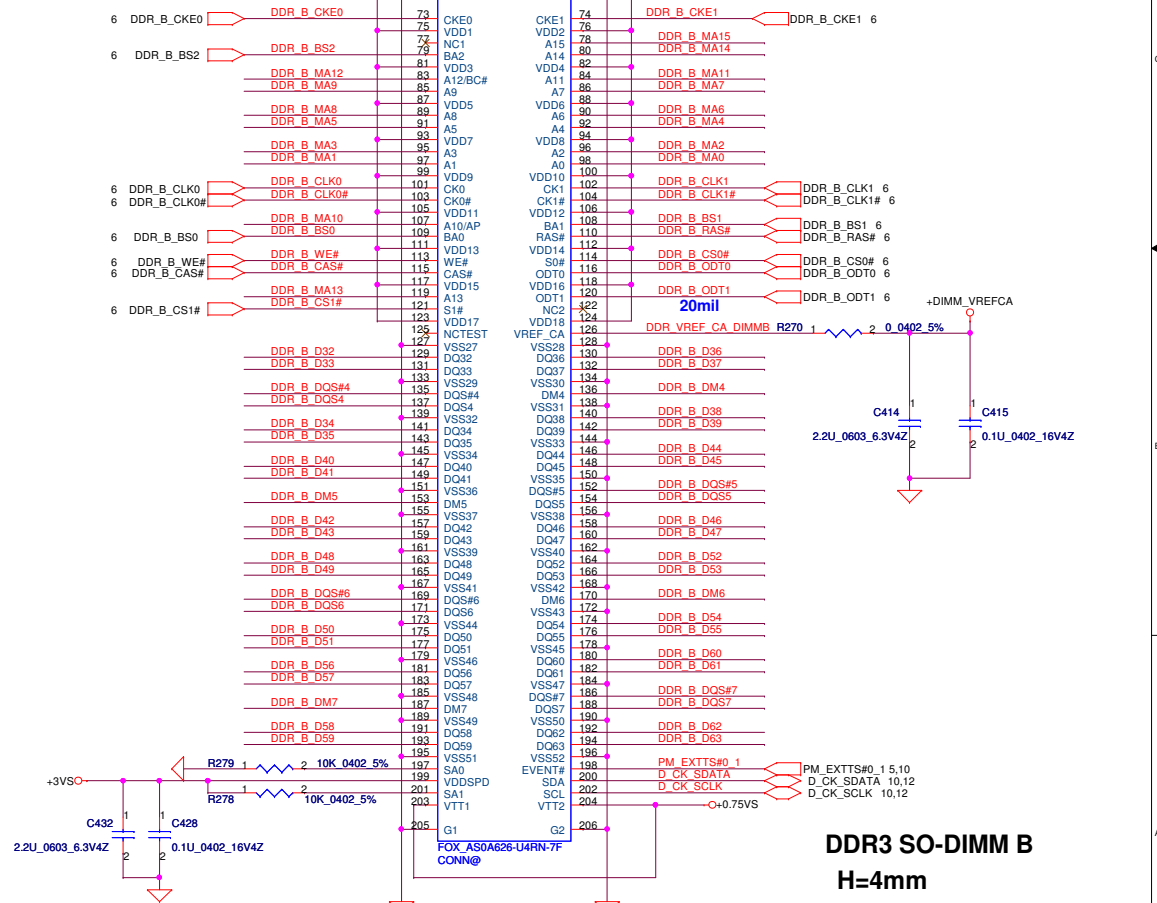 6 DDR_B_CKE0 DDR_B_CKE0 73 CKE0 CKE1 74 DDR_B_CKE1 DDR_B_CKE1 6
75 VDD1 VDD2 76
77 NC1 A15 78 DDR_B_MA15
6 DDR_B_BS2 DDR_B_BS2 79 BA2 A14 80 DDR_B_MA14
81 VDD3 VDD4 82
DDR_B_MA12 83 A12/BC# A11 84 DDR_B_MA11
DDR_B_MA9 85 A9 A7 86 DDR_B_MA7
87 VDD5 VDD6 88
DDR_B_MA8 89 A8 A6 90 DDR_B_MA6
DDR_B_MA5 91 A5 A4 92 DDR_B_MA4
93 VDD7 VDD8 94
DDR_B_MA3 95 A3 A2 96 DDR_B_MA2
DDR_B_MA1 97 A1 A0 98 DDR_B_MA0
99 VDD9 VDD10 100
6 DDR_B_CLK0 DDR_B_CLK0 101 CK0 CK1 102 DDR_B_CLK1 DDR_B_CLK1 6
6 DDR_B_CLK0# DDR_B_CLK0# 103 CK0# CK1# 104 DDR_B_CLK1# DDR_B_CLK1# 6
105 VDD11 VDD12 106
DDR_B_MA10 107 A10/AP BA1 108 DDR_B_BS1 DDR_B_BS1 6
6 DDR_B_BS0 DDR_B_BS0 109 BA0 RAS# 110 DDR_B_RAS# DDR_B_RAS# 6
111 VDD13 VDD14 112
6 DDR_B_WE# DDR_B_WE# 113 WE# S0# 114 DDR_B_CS0# DDR_B_CS0# 6
6 DDR_B_CAS# DDR_B_CAS# 115 CAS# ODT0 116 DDR_B_ODT0 DDR_B_ODT0 6
117 VDD15 VDD16 118
DDR_B_MA13 119 A13 ODT1 120 DDR_B_ODT1 DDR_B_ODT1 6
6 DDR_B_CS1# DDR_B_CS1# 121 S1# NC2 122 20mil +DIMM_VREFCA
123 VDD17 VDD18 124
125 NCTEST VREF_CA 126 DDR_VREF_CA_DIMMB R270 1 2 0_0402_5%
127 VSS27 VSS28 128
DDR_B_D32 129 DQ32 DQ36 130 DDR_B_D36
DDR_B_D33 131 DQ33 DQ37 132 DDR_B_D37
133 VSS29 VSS30 134
DDR_B_DQS#4 135 DQS#4 DM4 136 DDR_B_DM4
DDR_B_DQS4 137 DQS4 VSS31 138 1 1
139 VSS32 DQ38 140 DDR_B_D38 C414 C415
DDR_B_D34 141 DQ34 DQ39 142 DDR_B_D39
DDR_B_D35 143 DQ35 VSS33 144 2.2U_0603_6.3V4Z 2 2 0.1U_0402_16V4Z
145 VSS34 DQ44 146 DDR_B_D44
DDR_B_D40 147 DQ40 DQ45 148 DDR_B_D45
DDR_B_D41 149 DQ41 VSS35 150
151 VSS36 DQS#5 152 DDR_B_DQS#5
DDR_B_DM5 153 DM5 DQS5 154 DDR_B_DQS5
155 VSS37 VSS38 156
DDR_B_D42 157 DQ42 DQ46 158 DDR_B_D46
DDR_B_D43 159 DQ43 DQ47 160 DDR_B_D47
161 VSS39 VSS40 162
DDR_B_D48 163 DQ48 DQ52 164 DDR_B_D52
DDR_B_D49 165 DQ49 DQ53 166 DDR_B_D53
167 VSS41 VSS42 168
DDR_B_DQS#6 169 DQS#6 DM6 170 DDR_B_DM6
DDR_B_DQS6 171 DQS6 VSS43 172
173 VSS44 DQ54 174 DDR_B_D54
DDR_B_D50 175 DQ50 DQ55 176 DDR_B_D55
DDR_B_D51 177 DQ51 VSS45 178
179 VSS46 DQ60 180 DDR_B_D60
DDR_B_D56 181 DQ56 DQ61 182 DDR_B_D61
DDR_B_D57 183 DQ57 VSS47 184
185 VSS48 DQS#7 186 DDR_B_DQS#7
DDR_B_DM7 187 DM7 DQS7 188 DDR_B_DQS7
189 VSS49 VSS50 190
DDR_B_D58 191 DQ58 DQ62 192 DDR_B_D62
DDR_B_D59 193 DQ59 DQ63 194 DDR_B_D63
195 VSS51 VSS52 196
R279 1 2 10K_0402_5% 197 SA0 EVENT# 198 PM_EXTTS#0_1 PM_EXTTS#0_1 5,10
+3VS 199 VDDSPD SDA 200 D_CK_SDATA D_CK_SDATA 10,12
R278 1 2 10K_0402_5% 201 SA1 SCL 202 D_CK_SCLK D_CK_SCLK 10,12
203 VTT1 VTT2 204 +0.75VS
1 1
C432 C428 205 G1 G2 206
2.2U_0603_6.3V4Z 2 2 0.1U_0402_16V4Z FOX_AS0A626-U4RN-7F
CONN@
DDR3 SO-DIMM B
H=4mm